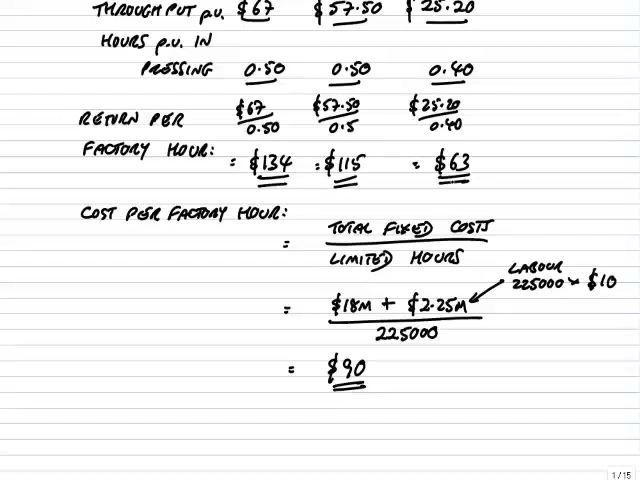 THROUGHPUT p.u. $67 $57.50 $25.20
HOURS p.u. IN
PRESSING 0.50 0.50 0.40
RETURN PER $67/0.50 $57.50/0.5 $25.20/0.40
FACTORY HOUR: = $134 = $115 = $63
COST PER FACTORY HOUR:
= TOTAL FIXED COSTS
LIMITED HOURS
LABOUR
225000 × $10
= $18M + $2.25M
225000
= $90
1 / 15